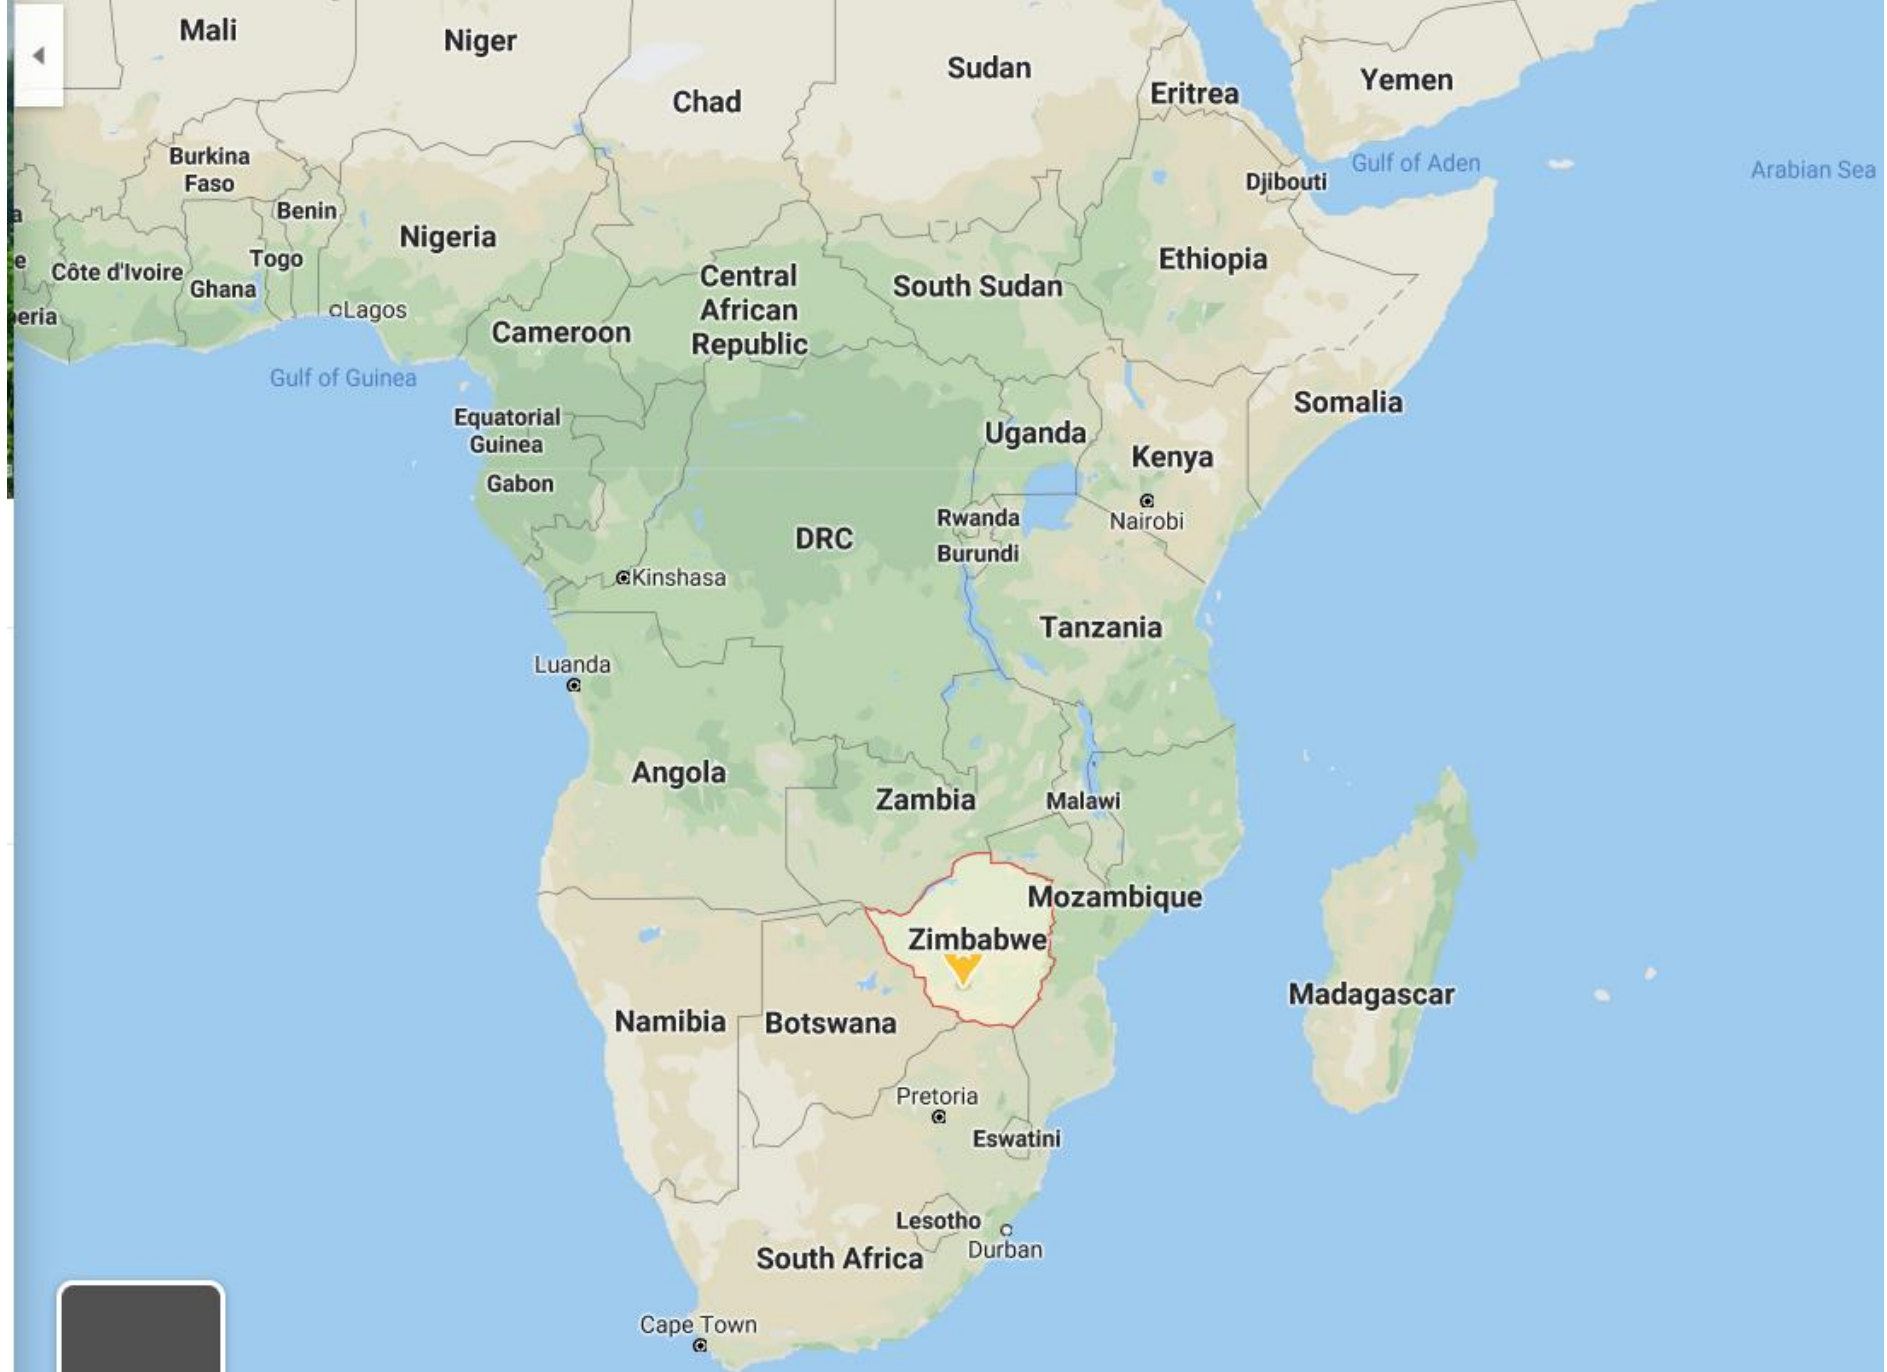 Mali
Niger
Sudan
Chad
Eritrea
Yemen
Burkina
Faso
Gulf of Aden
Arabian Sea
Djibouti
Benin
Nigeria
Togo
Ethiopia
Côte d'Ivoire
Ghana
Central
African
Republic
South Sudan
Lagos
eria
Cameroon
Gulf of Guinea
Somalia
Equatorial
Guinea
Uganda
Kenya
Gabon
Rwanda
Nairobi
DRC
Burundi
Kinshasa
Tanzania
Luanda
Angola
Zambia
Malawi
Mozambique
Zimbabwe
Madagascar
Namibia
Botswana
Pretoria
Eswatini
Lesotho
Durban
South Africa
Cape Town